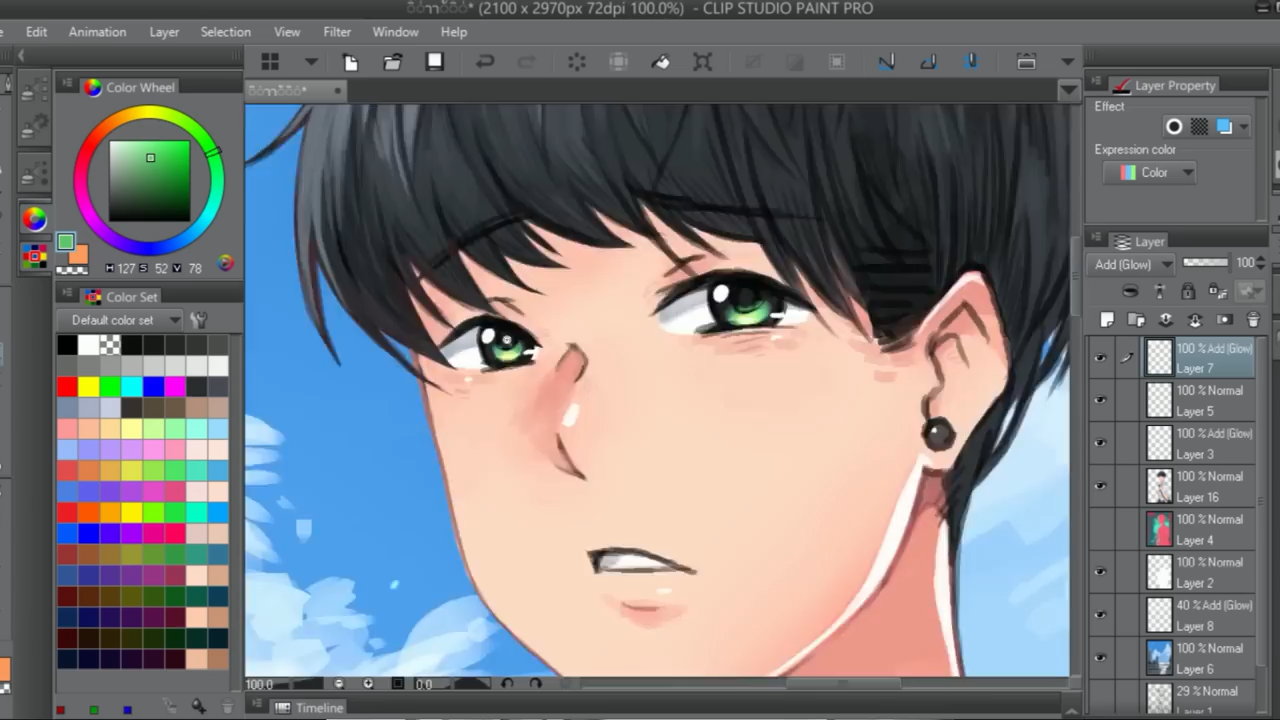 (2100 x 2970px 72dpi 100.0%) - CLIP STUDIO PAINT PRO
Edit Animation Layer Selection View Filter Window Help
Color Wheel
H 127 S 52 V 78
Color Set
Default color set
100.0
0.0
Timeline
Layer Property
Effect
Expression color
Color
Layer
Add (Glow) 100
100 % Add (Glow)
Layer 7
100 % Normal
Layer 5
100 % Add (Glow)
Layer 3
100 % Normal
Layer 16
100 % Normal
Layer 4
100 % Normal
Layer 2
40 % Add (Glow)
Layer 8
100 % Normal
Layer 6
29 % Normal
Layer 1